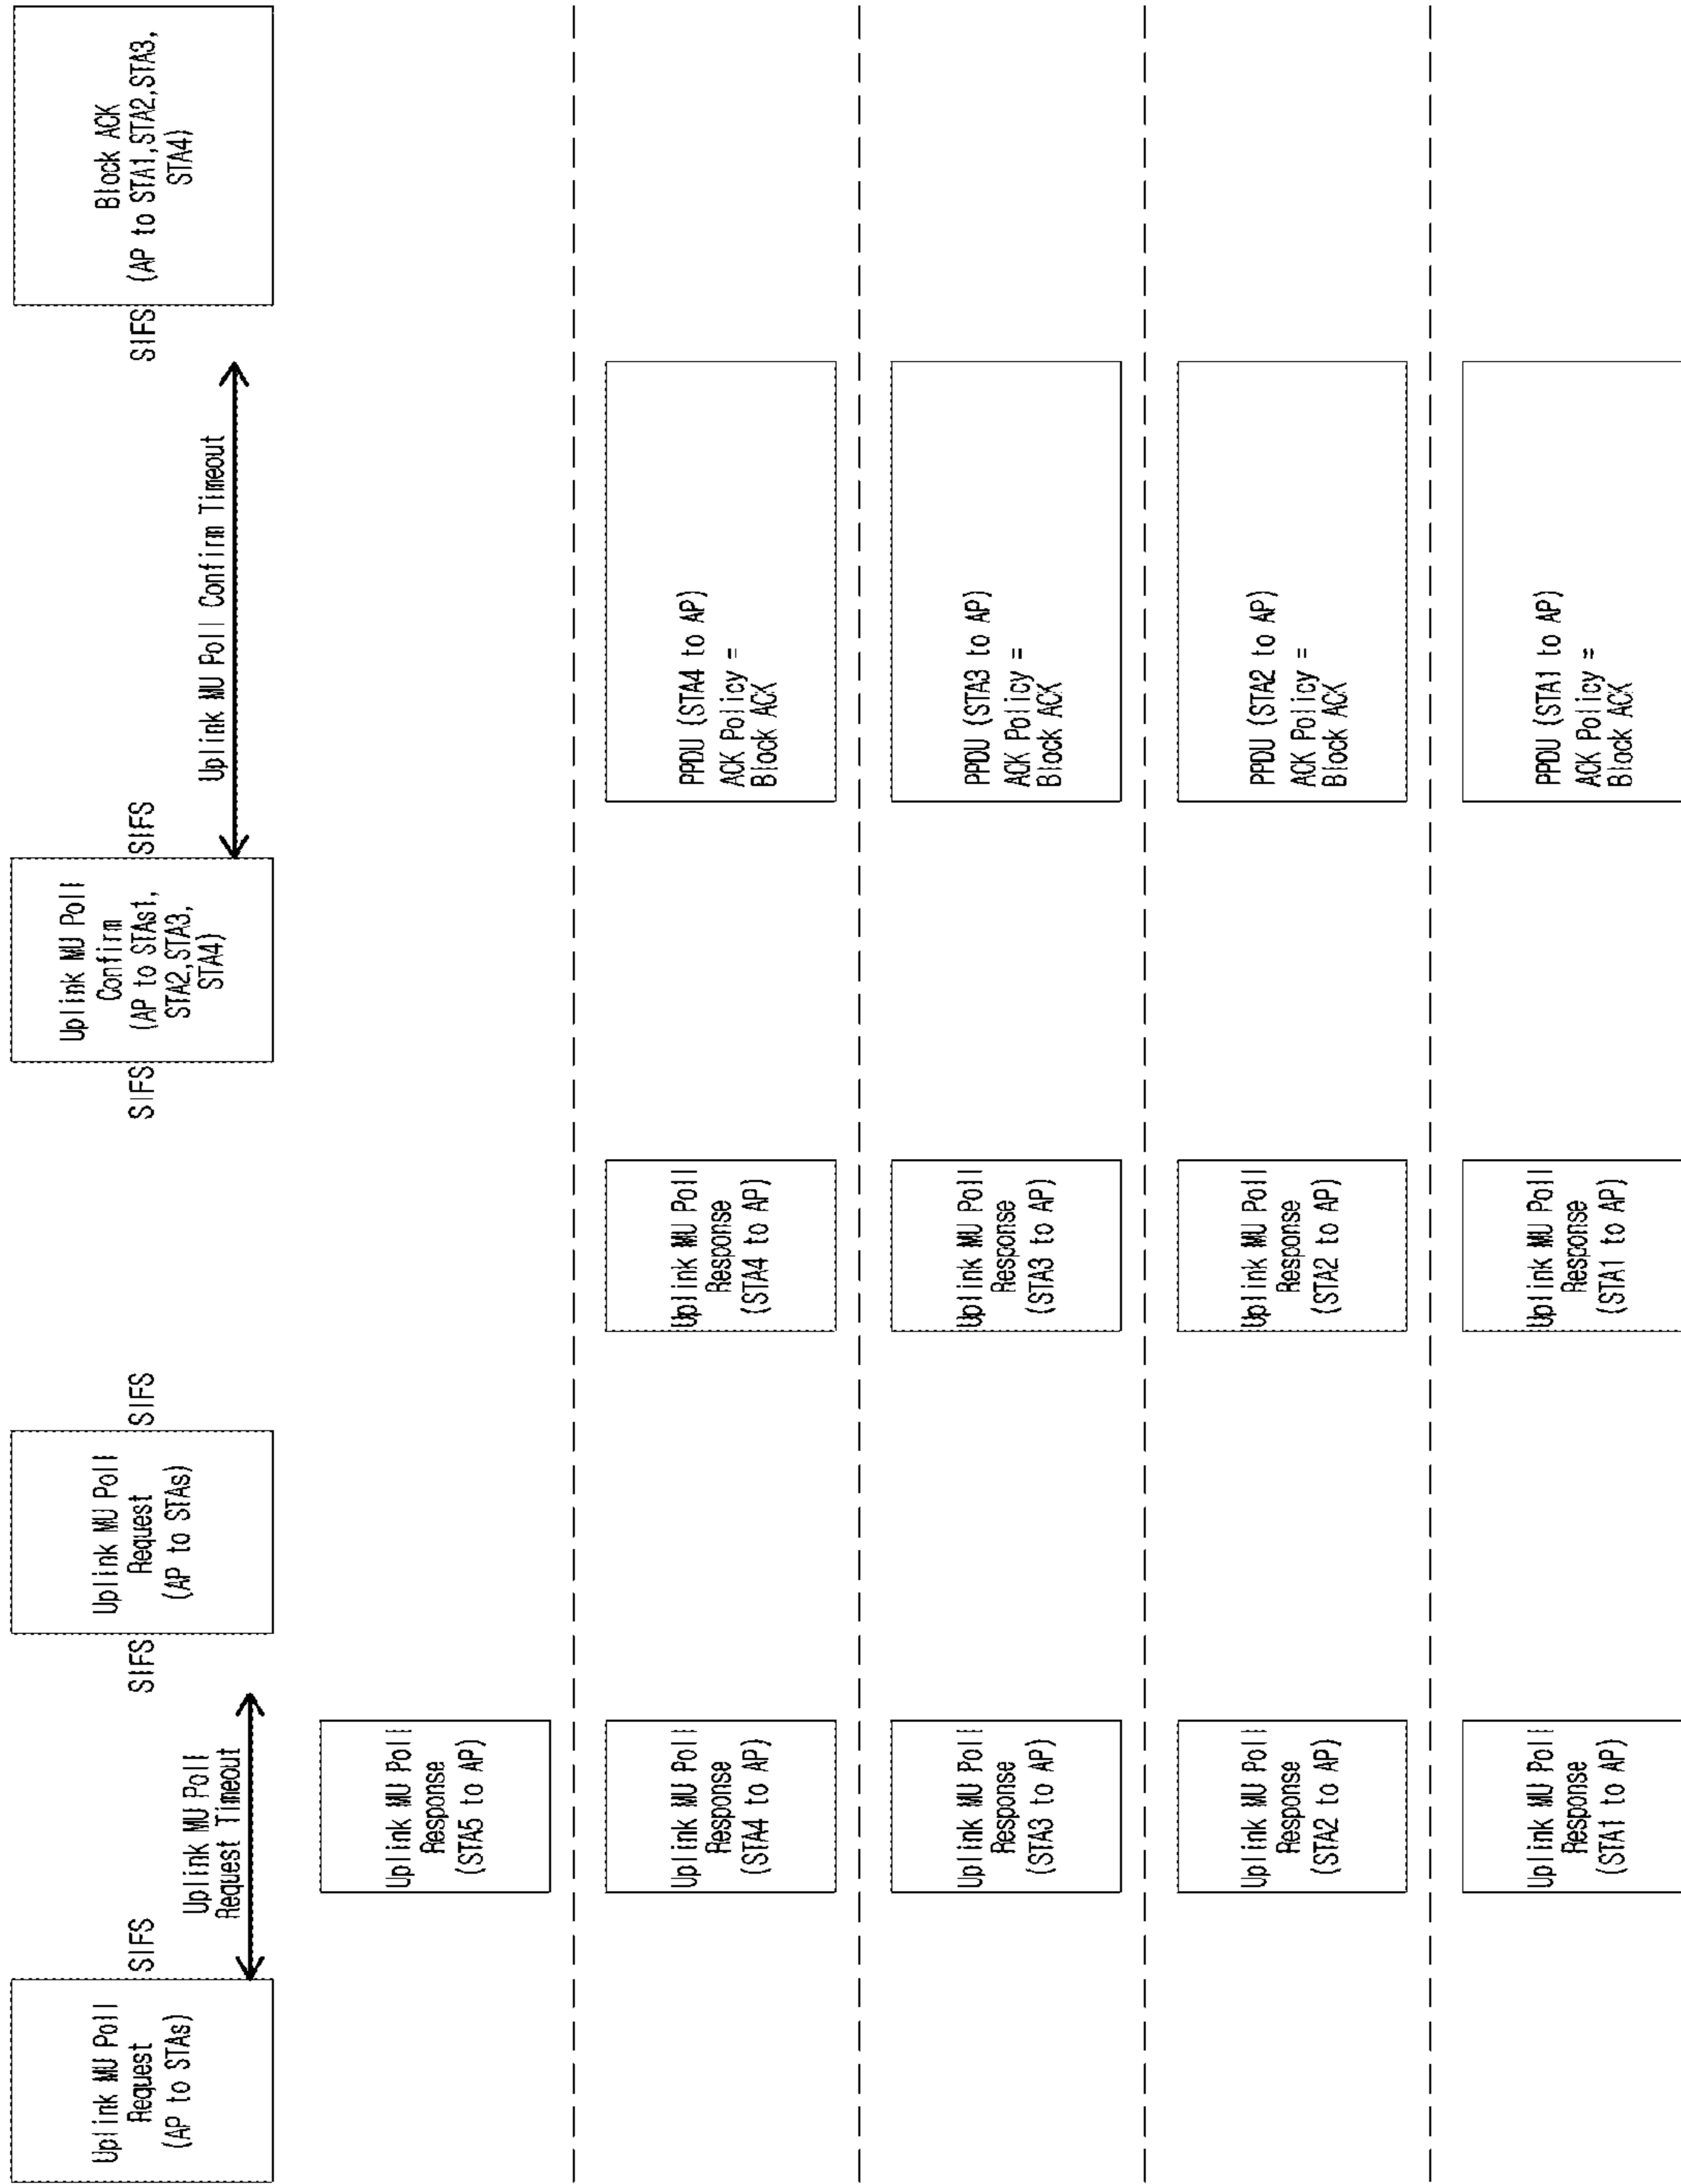 Uplink MU Poll
Request
(AP to STAs)
SIFS
Uplink MU Poll
Request Timeout
SIFS
Uplink MU Poll
Request
(AP to STAs)
SIFS
SIFS
Uplink MU Poll
Confirm
(AP to STAs1,
STA2,STA3,
STA4)
SIFS
Uplink MU Poll Confirm Timeout
SIFS
Block ACK
(AP to STA1,STA2,STA3,
STA4)
Uplink MU Poll
Response
(STA5 to AP)
Uplink MU Poll
Response
(STA4 to AP)
Uplink MU Poll
Response
(STA4 to AP)
PPDU (STA4 to AP)
ACK Policy =
Block ACK
Uplink MU Poll
Response
(STA3 to AP)
Uplink MU Poll
Response
(STA3 to AP)
PPDU (STA3 to AP)
ACK Policy =
Block ACK
Uplink MU Poll
Response
(STA2 to AP)
Uplink MU Poll
Response
(STA2 to AP)
PPDU (STA2 to AP)
ACK Policy =
Block ACK
Uplink MU Poll
Response
(STA1 to AP)
Uplink MU Poll
Response
(STA1 to AP)
PPDU (STA1 to AP)
ACK Policy =
Block ACK